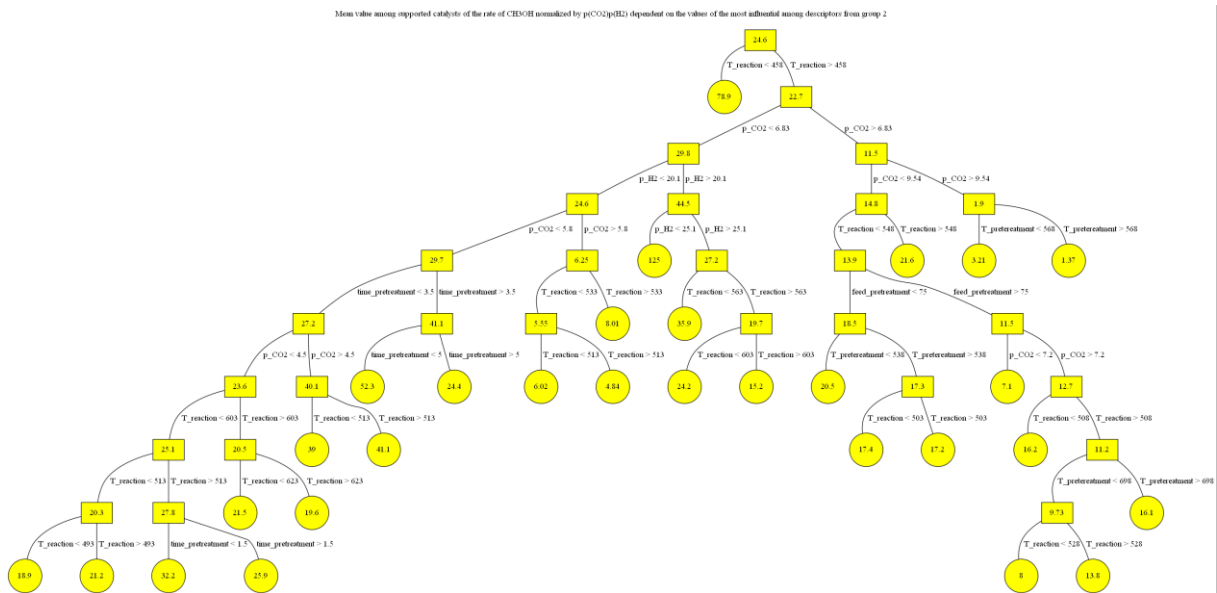 Mean value among supported catalysts of the rate of CH3OH normalized by p(CO2)p(H2) dependent on the values of the most influential among descriptors from group 2
24.6
T_reaction < 458 T_reaction > 458
78.9 22.7
p_CO2 < 6.83 p_CO2 > 6.83
29.8 11.5
p_H2 < 20.1 p_H2 > 20.1 p_CO2 < 9.54 p_CO2 > 9.54
24.6 44.5 14.8 1.9
p_CO2 < 5.8 p_CO2 > 5.8 p_H2 < 25.1 p_H2 > 25.1 T_reaction < 548 T_reaction > 548 T_pretreatment < 568 T_pretreatment > 568
29.7 6.25 125 27.2 13.9 21.6 3.21 1.37
time_pretreatment < 3.5 time_pretreatment > 3.5 T_reaction < 533 T_reaction > 533 T_reaction < 563 T_reaction > 563 feed_pretreatment < 75 feed_pretreatment > 75
27.2 41.1 5.55 8.01 35.9 19.7 18.5 11.5
p_CO2 < 4.5 p_CO2 > 4.5 time_pretreatment < 5 time_pretreatment > 5 T_reaction < 513 T_reaction > 513 T_reaction < 603 T_reaction > 603 T_pretreatment < 538 T_pretreatment > 538 p_CO2 < 7.2 p_CO2 > 7.2
23.6 40.1 52.3 24.4 6.02 4.84 24.2 15.2 20.5 17.3 7.1 12.7
T_reaction < 603 T_reaction > 603 T_reaction < 513 T_reaction > 513 T_reaction < 503 T_reaction > 503 T_reaction < 508 T_reaction > 508
25.1 20.5 39 41.1 17.4 17.2 16.2 11.2
T_reaction < 513 T_reaction > 513 T_reaction < 623 T_reaction > 623 T_pretereatment < 698 T_pretereatment > 698
20.3 27.8 21.5 19.6 9.73 16.1
T_reaction < 493 T_reaction > 493 time_pretreatment < 1.5 time_pretreatment > 1.5 T_reaction < 528 T_reaction > 528
18.9 21.2 32.2 25.9 8 13.8